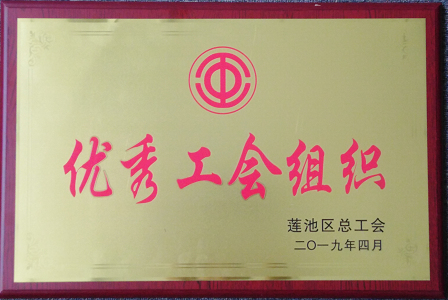 优秀工会组织
莲池区总工会
二〇一九年四月